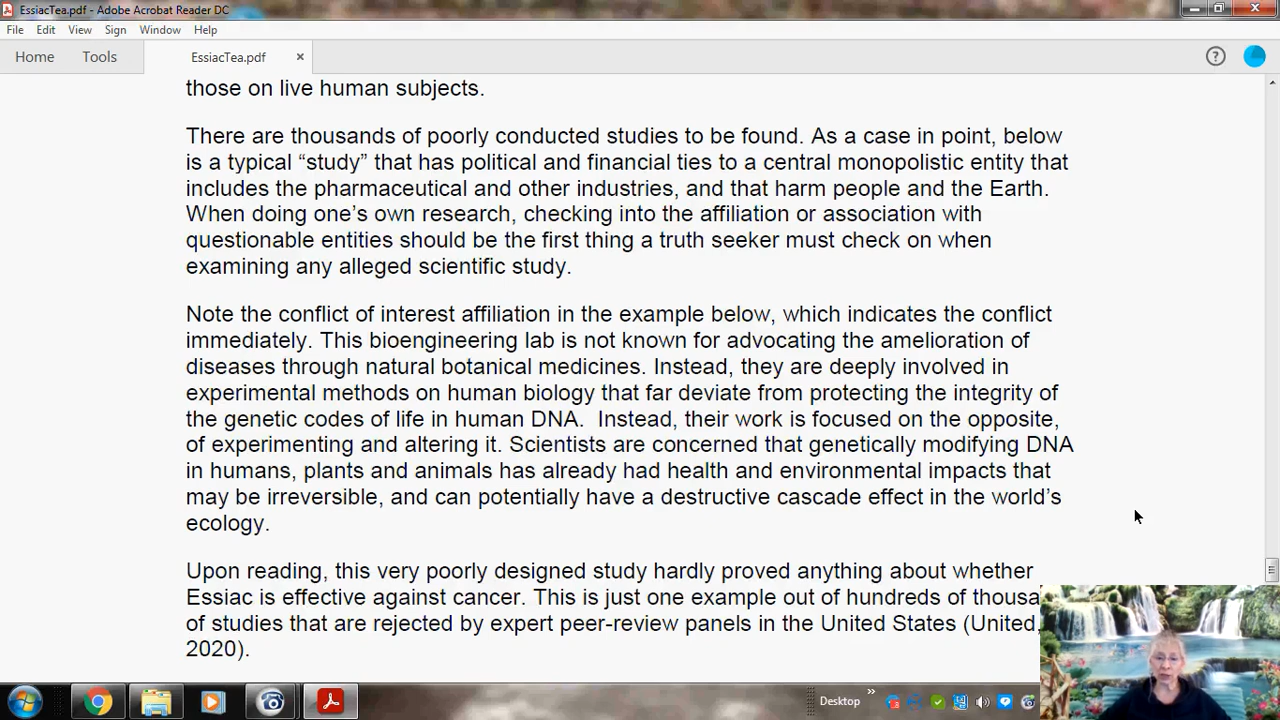 EssiacTea.pdf - Adobe Acrobat Reader DC
File Edit View Sign Window Help
Home Tools EssiacTea.pdf ×
those on live human subjects.
There are thousands of poorly conducted studies to be found. As a case in point, below
is a typical “study” that has political and financial ties to a central monopolistic entity that
includes the pharmaceutical and other industries, and that harm people and the Earth.
When doing one’s own research, checking into the affiliation or association with
questionable entities should be the first thing a truth seeker must check on when
examining any alleged scientific study.
Note the conflict of interest affiliation in the example below, which indicates the conflict
immediately. This bioengineering lab is not known for advocating the amelioration of
diseases through natural botanical medicines. Instead, they are deeply involved in
experimental methods on human biology that far deviate from protecting the integrity of
the genetic codes of life in human DNA.  Instead, their work is focused on the opposite,
of experimenting and altering it. Scientists are concerned that genetically modifying DNA
in humans, plants and animals has already had health and environmental impacts that
may be irreversible, and can potentially have a destructive cascade effect in the world’s
ecology.
Upon reading, this very poorly designed study hardly proved anything about whether
Essiac is effective against cancer. This is just one example out of hundreds of thousa
of studies that are rejected by expert peer-review panels in the United States (United,
2020).
Desktop »